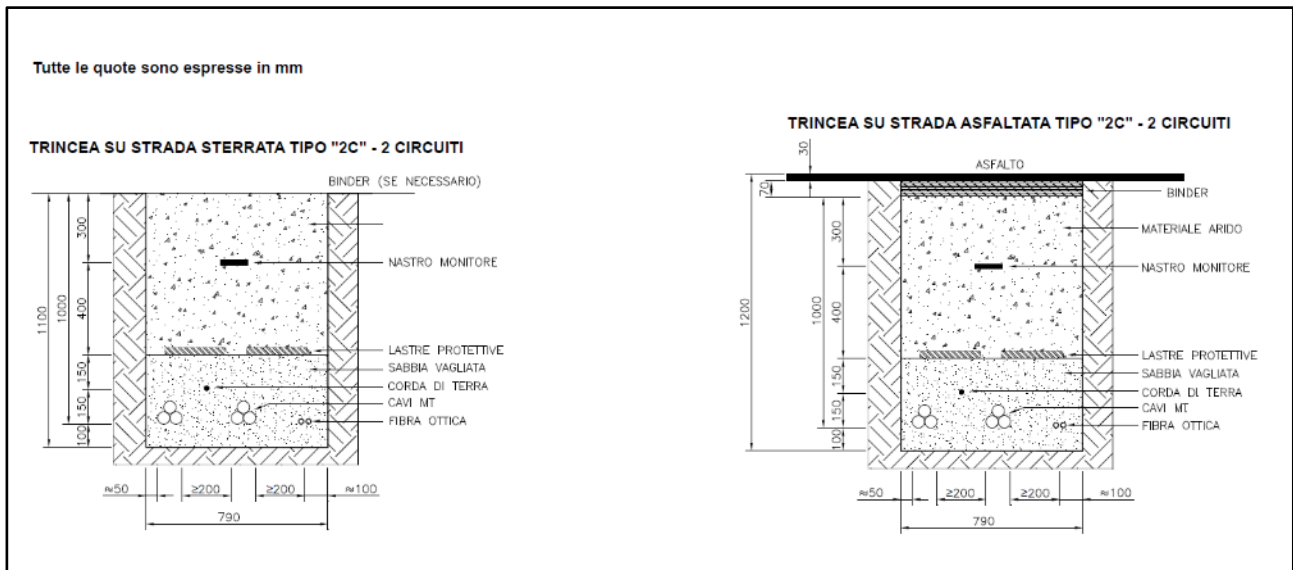 Tutte le quote sono espresse in mm
TRINCEA SU STRADA STERRATA TIPO "2C" - 2 CIRCUITI
BINDER (SE NECESSARIO)
300
NASTRO MONITORE
400
1000
1100
LASTRE PROTETTIVE
SABBIA VAGLIATA
150
CORDA DI TERRA
CAVI MT
150
FIBRA OTTICA
100
≈50
≥200
≥200
≈100
790
TRINCEA SU STRADA ASFALTATA TIPO "2C" - 2 CIRCUITI
30
ASFALTO
70
BINDER
300
MATERIALE ARIDO
NASTRO MONITORE
400
1000
1200
LASTRE PROTETTIVE
SABBIA VAGLIATA
150
CORDA DI TERRA
CAVI MT
150
FIBRA OTTICA
100
≈50
≥200
≥200
≈100
790